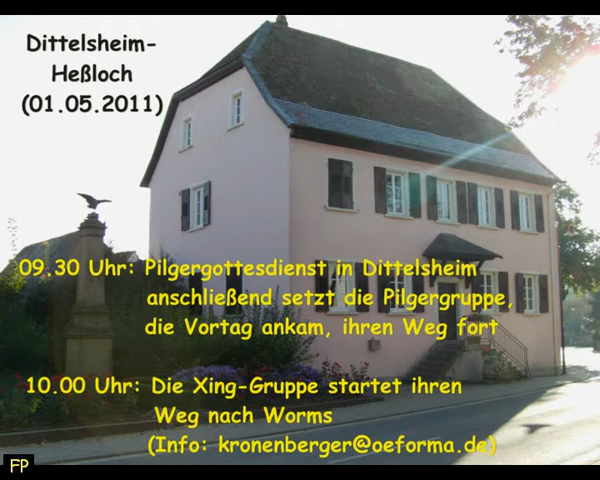 Dittelsheim-
Heßloch
(01.05.2011)
09.30 Uhr: Pilgergottesdienst in Dittelsheim
anschließend setzt die Pilgergruppe,
die Vortag ankam, ihren Weg fort
10.00 Uhr: Die Xing-Gruppe startet ihren
Weg nach Worms
(Info: kronenberger@oeforma.de)
FP